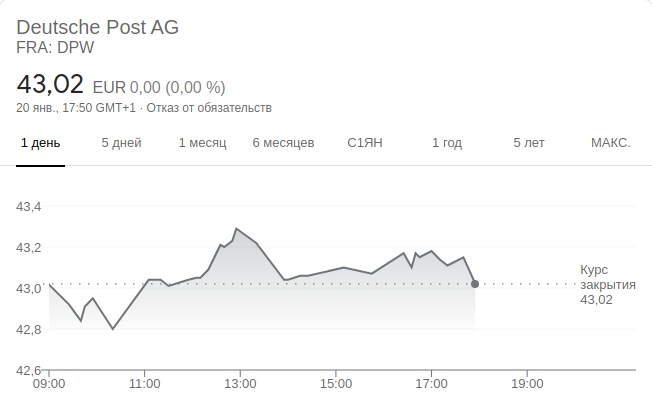 Deutsche Post AG
FRA: DPW
43,02 EUR 0,00 (0,00 %)
20 янв., 17:50 GMT+1 · Отказ от обязательств
1 день 5 дней 1 месяц 6 месяцев С1ЯН 1 год 5 лет МАКС.
43,4
43,2
Курс
закрытия
43,0
43,02
42,8
42,6
09:00 11:00 13:00 15:00 17:00 19:00